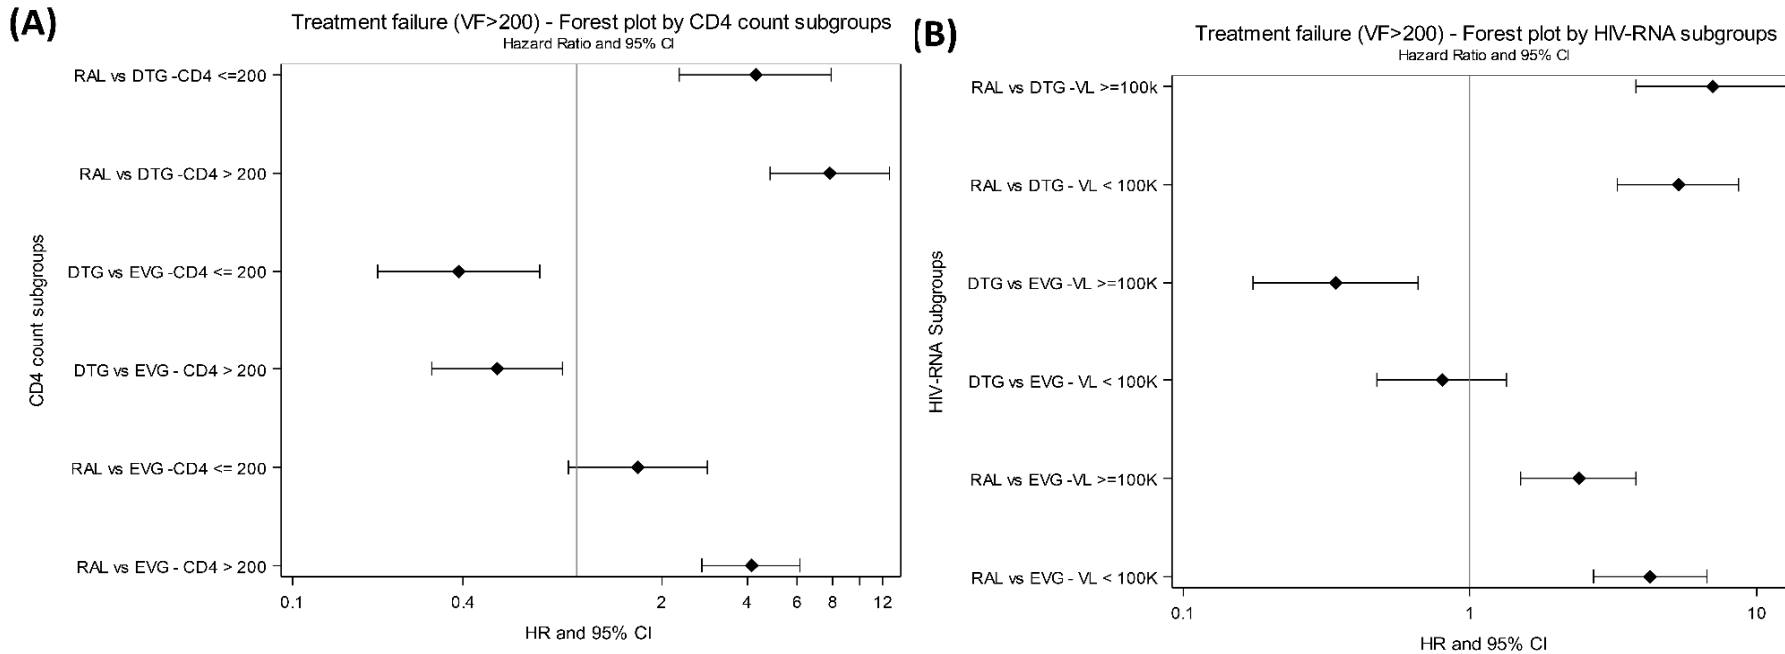 (A)
Treatment failure (VF>200) - Forest plot by CD4 count subgroups
Hazard Ratio and 95% CI
CD4 count subgroups
RAL vs DTG -CD4 <=200
RAL vs DTG -CD4 > 200
DTG vs EVG -CD4 <= 200
DTG vs EVG - CD4 > 200
RAL vs EVG -CD4 <= 200
RAL vs EVG - CD4 > 200
0.1 0.4 2 4 6 8 12
HR and 95% CI
(B)
Treatment failure (VF>200) - Forest plot by HIV-RNA subgroups
Hazard Ratio and 95% CI
HIV-RNA Subgroups
RAL vs DTG -VL >=100k
RAL vs DTG - VL < 100K
DTG vs EVG -VL >=100K
DTG vs EVG - VL < 100K
RAL vs EVG -VL >=100K
RAL vs EVG - VL < 100K
0.1 1 10
HR and 95% CI